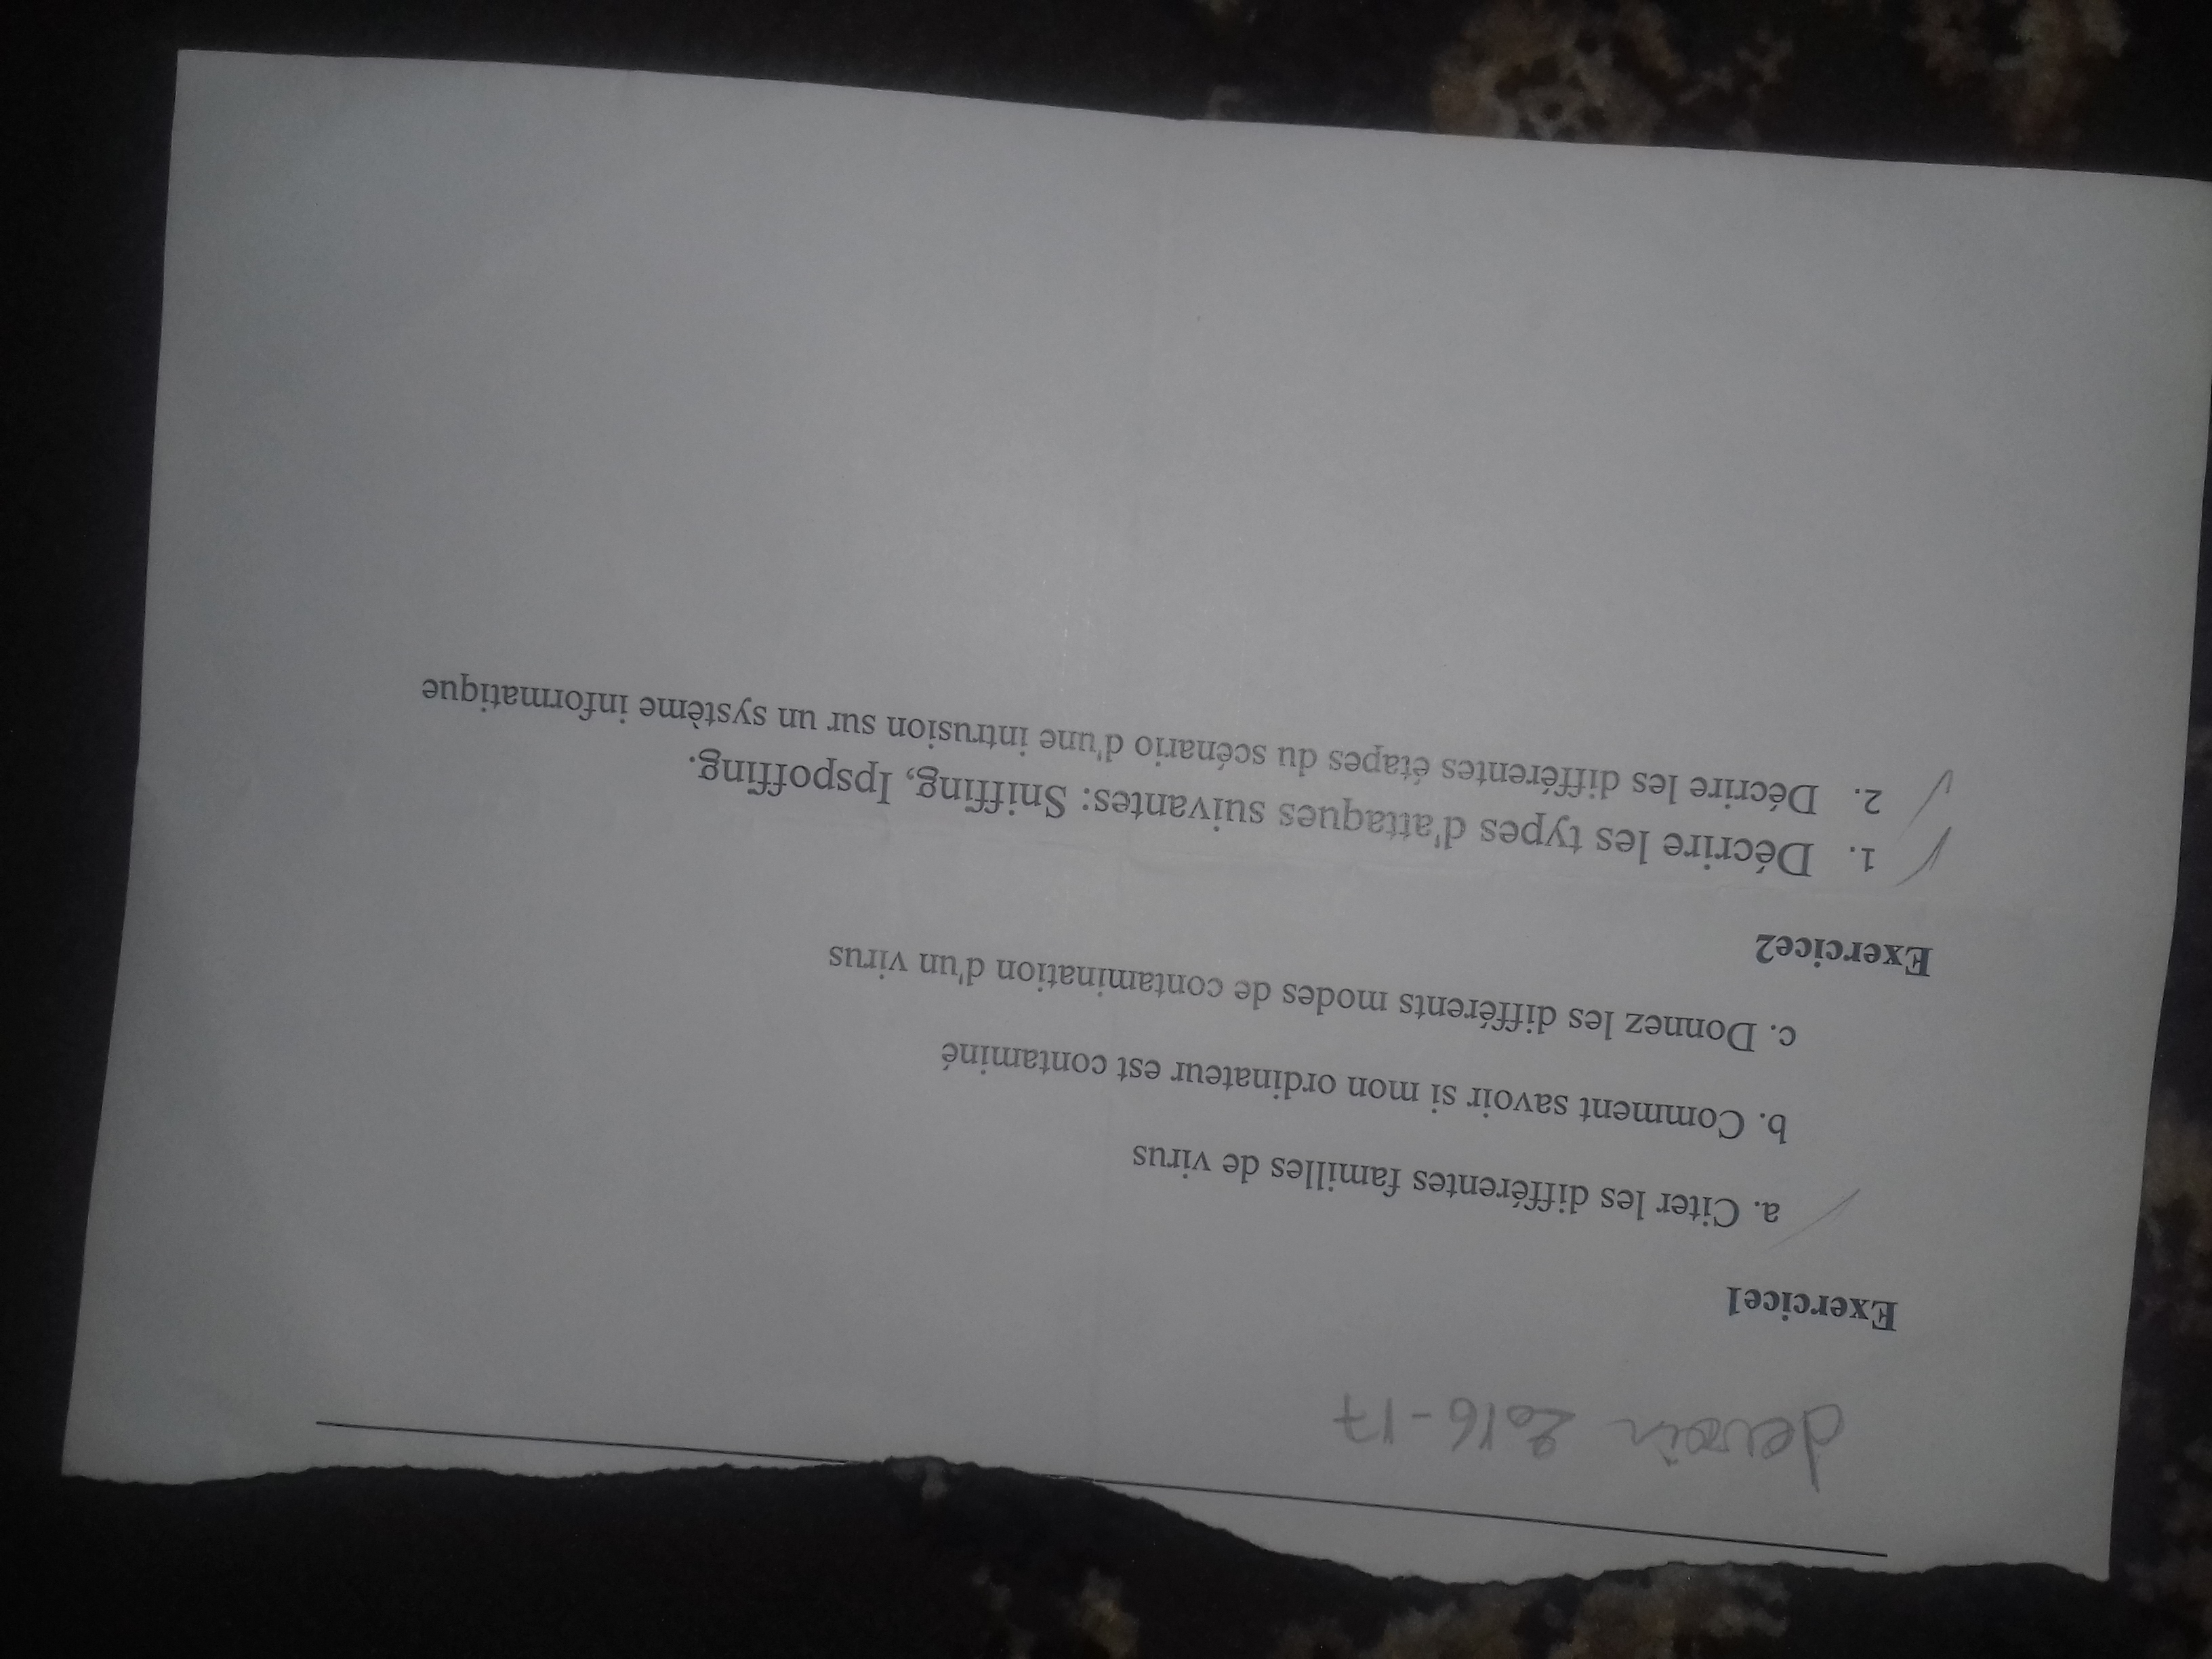 devoir 2016-17
Exercice1
a. Citer les différentes familles de virus
b. Comment savoir si mon ordinateur est contaminé
c. Donnez les différents modes de contamination d'un virus
Exercice2
1. Décrire les types d'attaques suivantes: Sniffing, Ipspoffing.
2. Décrire les différentes étapes du scénario d'une intrusion sur un système informatique